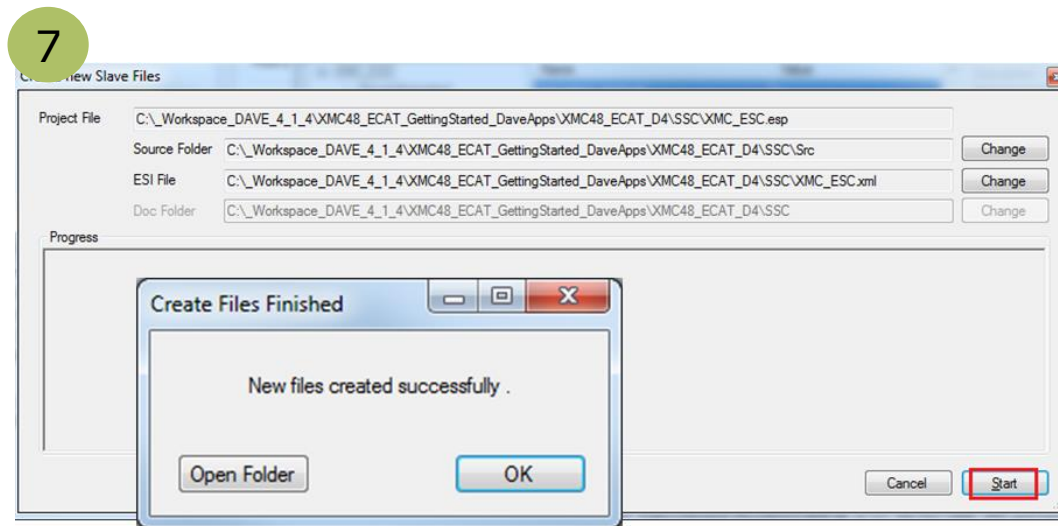 7
new Slave Files
Project File C:\_Workspace_DAVE_4_1_4\XMC48_ECAT_GettingStarted_DaveApps\XMC48_ECAT_D4\SSC\XMC_ESC.esp
Source Folder C:\_Workspace_DAVE_4_1_4\XMC48_ECAT_GettingStarted_DaveApps\XMC48_ECAT_D4\SSC\Src Change
ESI File C:\_Workspace_DAVE_4_1_4\XMC48_ECAT_GettingStarted_DaveApps\XMC48_ECAT_D4\SSC\XMC_ESC.xml Change
Doc Folder C:\_Workspace_DAVE_4_1_4\XMC48_ECAT_GettingStarted_DaveApps\XMC48_ECAT_D4\SSC Change
Progress
Create Files Finished
New files created successfully .
Open Folder OK
Cancel Start